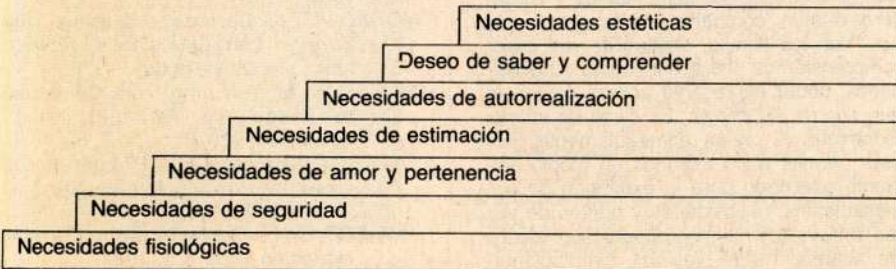 Necesidades estéticas
Deseo de saber y comprender
Necesidades de autorrealización
Necesidades de estimación
Necesidades de amor y pertenencia
Necesidades de seguridad
Necesidades fisiológicas